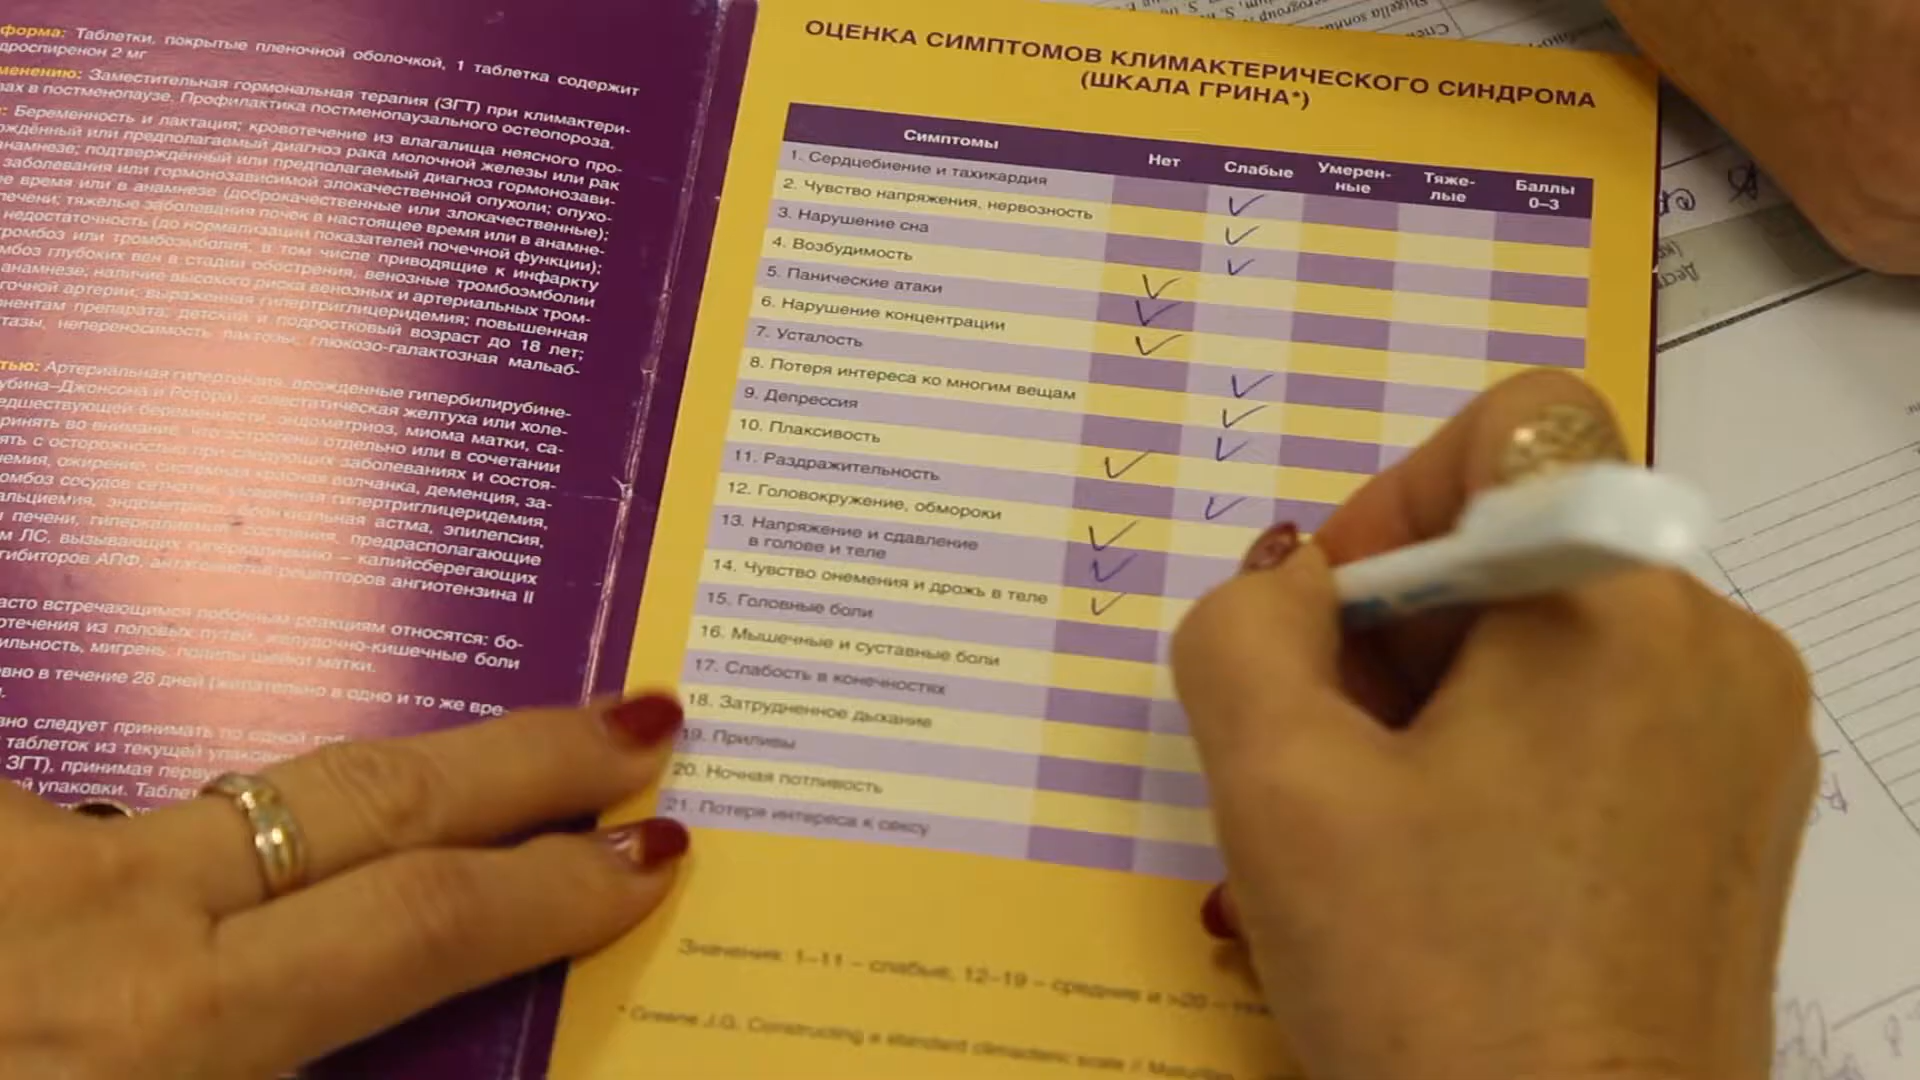 форма: Таблетки, покрытые пленочной оболочкой, 1 таблетка содержит
дроспиренон 2 мг
менению: Заместительная гормональная терапия (ЗГТ) при климактери-
ах в постменопаузе. Профилактика постменопаузального остеопороза.
: Беременность и лактация; кровотечение из влагалища неясного про-
ождённый или предполагаемый диагноз рака молочной железы или рак
анамнезе; подтверждённый или предполагаемый диагноз гормонозави-
заболевания или гормонозависимой злокачественной опухоли; опухо-
ее время или в анамнезе (доброкачественные или злокачественные);
печени; тяжелые заболевания почек в настоящее время или в анамне-
недостаточность (до нормализации показателей почечной функции);
тромбоз или тромбоэмболия, в том числе приводящие к инфаркту
мбоз глубоких вен в стадии обострения, венозные тромбоэмболии
анамнезе; наличие высокого риска венозных и артериальных тром-
гочной артерии; выраженная гипертриглицеридемия; повышенная
нентам препарата; детский и подростковый возраст до 18 лет;
тазы, непереносимость лактозы, глюкозо-галактозная мальаб-
тью: Артериальная гипертензия, врожденные гипербилирубине-
убина–Джонсона и Ротора), холестатическая желтуха или холе-
едшествующей беременности, эндометриоз, миома матки, са-
ринять во внимание, что эстрогены отдельно или в сочетании
ять с осторожностью при следующих заболеваниях и состоя-
емия, ожирение, системная красная волчанка, деменция, за-
омбоз сосудов сетчатки, умеренная гипертриглицеридемия,
альциемия, эндометриоз, бронхиальная астма, эпилепсия,
печени, гиперкалиемия, состояния, предрасполагающие
м ЛС, вызывающих гиперкалиемию – калийсберегающих
гибиторов АПФ, антагонистов рецепторов ангиотензина II
асто встречающимся побочным реакциям относятся: бо-
отечения из половых путей, желудочно-кишечные боли
ильность, мигрень, полипы шейки матки.
вно в течение 28 дней (желательно в одно и то же вре-
вно следует принимать по одной
таблеток из текущей упаковки
ЗГТ), принимая первую
й упаковки.
ОЦЕНКА СИМПТОМОВ КЛИМАКТЕРИЧЕСКОГО СИНДРОМА
(ШКАЛА ГРИНА*)
Симптомы Нет Слабые Умерен-ные Тяже-лые Баллы 0–3
1. Сердцебиение и тахикардия
2. Чувство напряжения, нервозность
3. Нарушение сна
4. Возбудимость
5. Панические атаки
6. Нарушение концентрации
7. Усталость
8. Потеря интереса ко многим вещам
9. Депрессия
10. Плаксивость
11. Раздражительность
12. Головокружение, обмороки
13. Напряжение и сдавление
в голове и теле
14. Чувство онемения и дрожь в теле
15. Головные боли
16. Мышечные и суставные боли
17. Слабость в конечностях
18. Затрудненное дыхание
19. Приливы
20. Ночная потливость
21. Потеря интереса к сексу
Значения: 1–11 – слабые, 12–19 – средние и >20 –
* Greene J.G. Constructing a standard climacteric scale // Maturitas